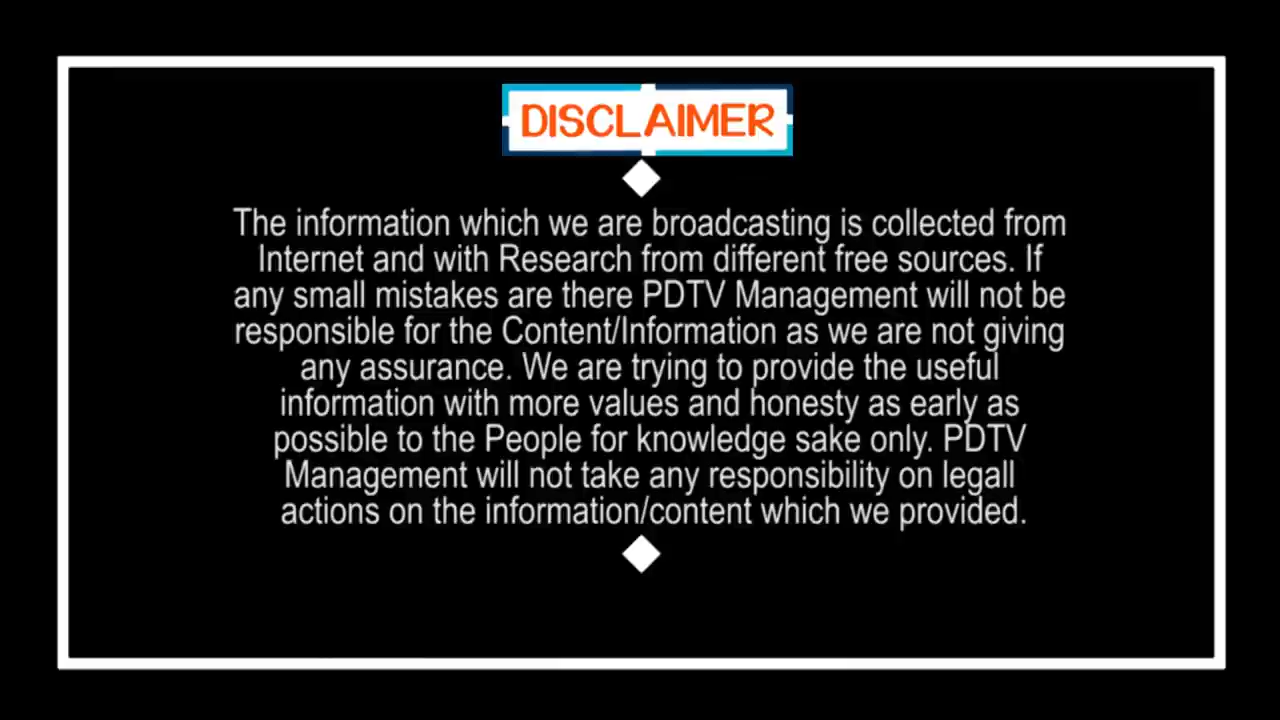 DISCLAIMER
The information which we are broadcasting is collected from
Internet and with Research from different free sources. If
any small mistakes are there PDTV Management will not be
responsible for the Content/Information as we are not giving
any assurance. We are trying to provide the useful
information with more values and honesty as early as
possible to the People for knowledge sake only. PDTV
Management will not take any responsibility on legall
actions on the information/content which we provided.